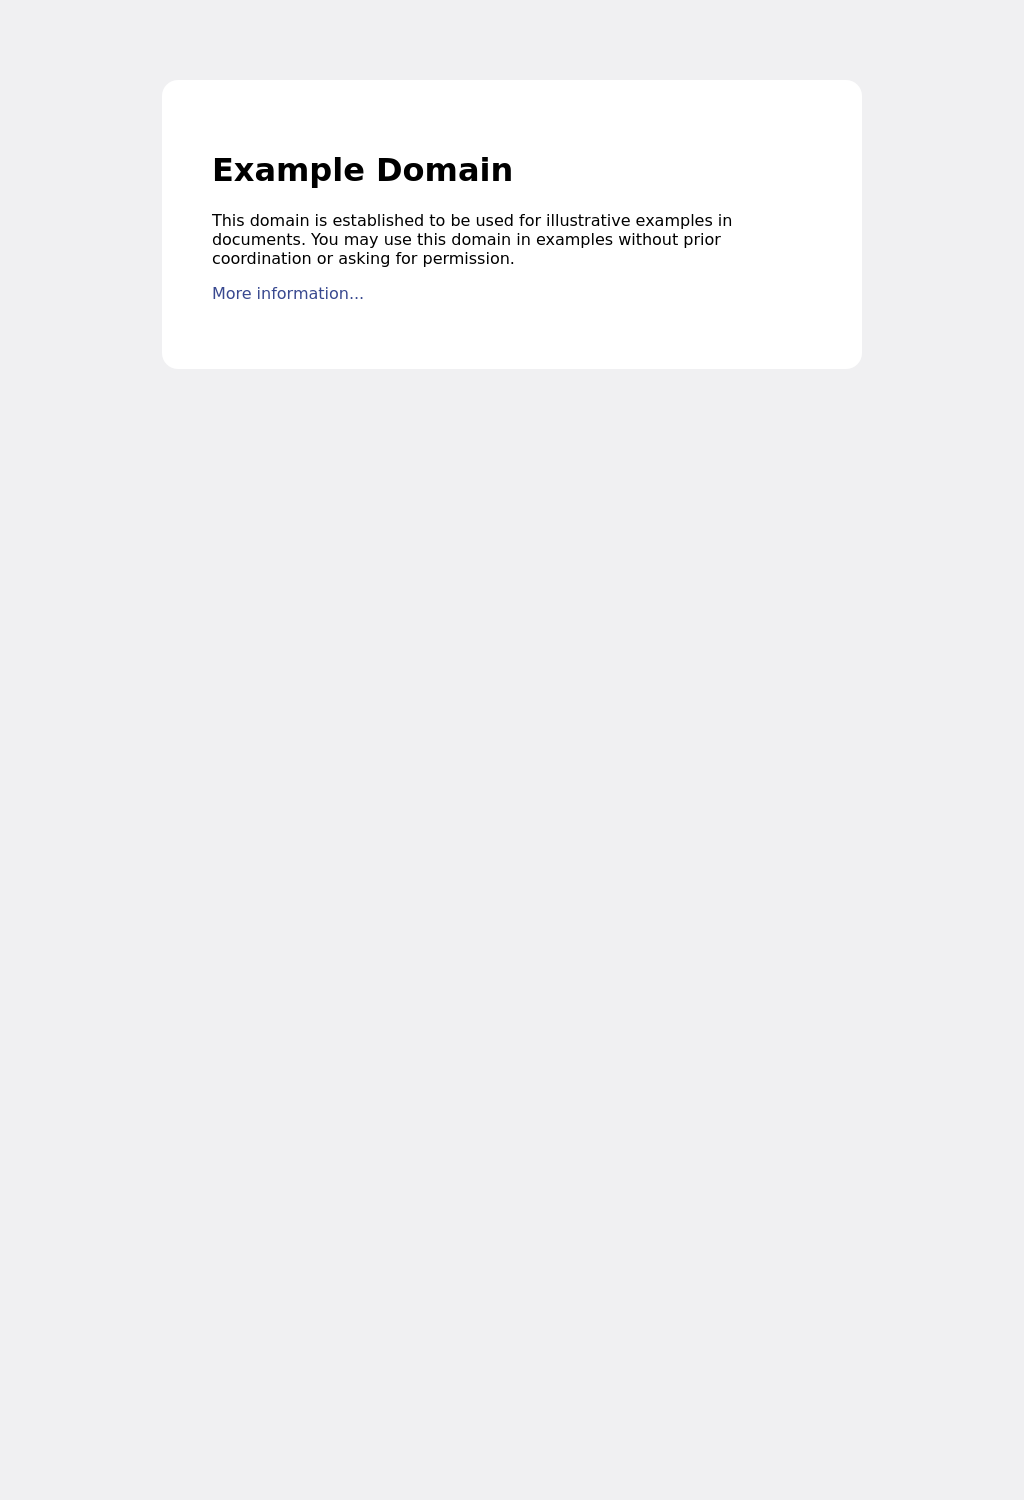 Example Domain
This domain is established to be used for illustrative examples in
documents. You may use this domain in examples without prior
coordination or asking for permission.
More information...